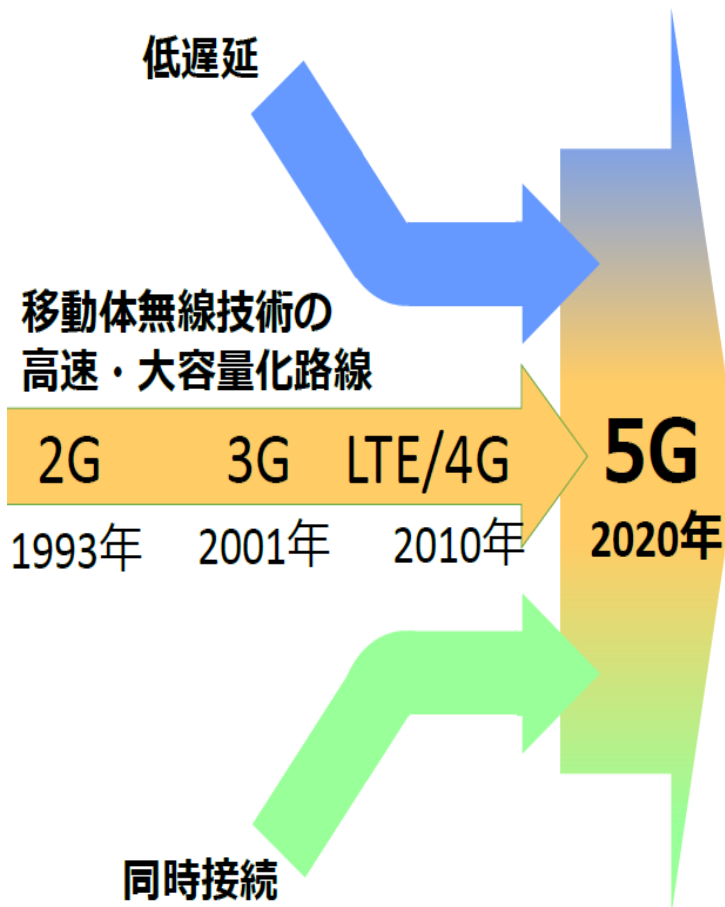 低遅延
移動体無線技術の
高速・大容量化路線
2G 3G LTE/4G 5G
1993年 2001年 2010年 2020年
同時接続